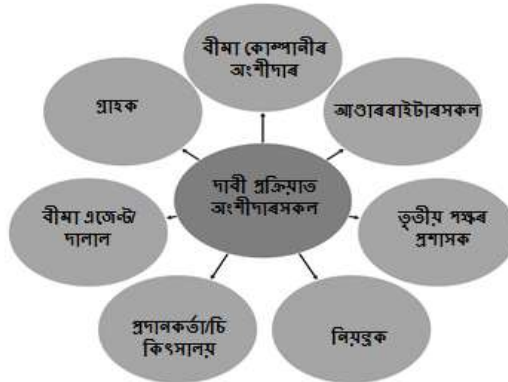 বীমা কোম্পানীৰ
অংশীদাৰ
গ্ৰাহক
আণ্ডাৰৰাইটাৰসকল
দাবী প্ৰক্ৰিয়াত
অংশীদাৰসকল
বীমা এজেন্ট/
দালাল
তৃতীয় পক্ষৰ
প্ৰশাসক
প্ৰদানকৰ্তা/চি
কিৎসালয়
নিয়ন্ত্ৰক